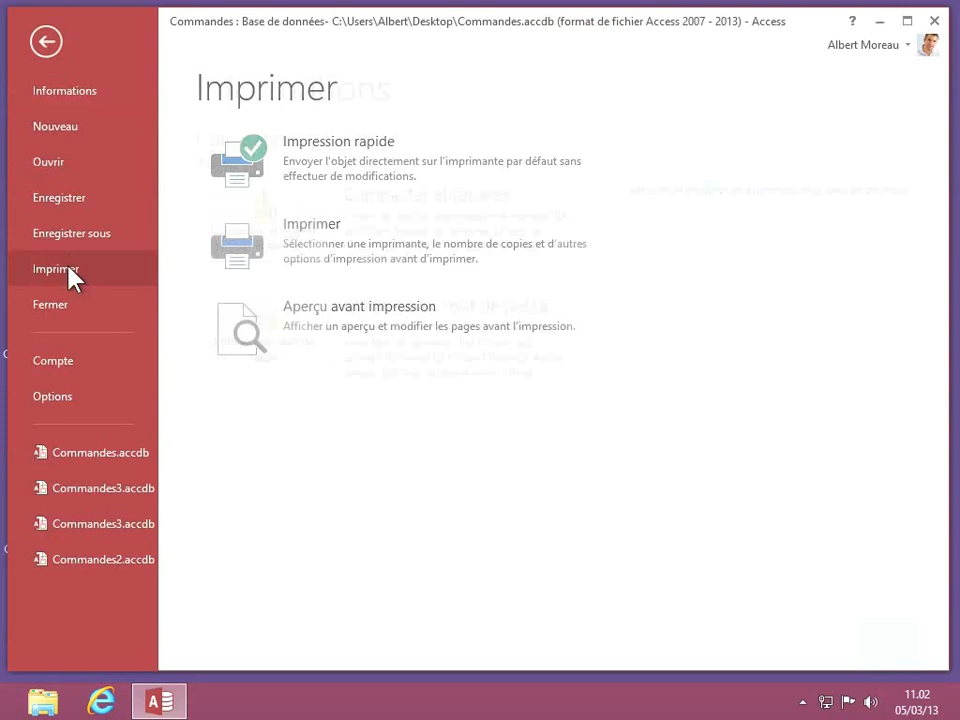 Commandes : Base de données- C:\Users\Albert\Desktop\Commandes.accdb (format de fichier Access 2007 - 2013) - Access
?
Albert Moreau
Informations
Nouveau
Ouvrir
Enregistrer
Enregistrer sous
Imprimer
Fermer
Compte
Options
Commandes.accdb
Commandes3.accdb
Commandes3.accdb
Commandes2.accdb
Imprimer
Impression rapide
Envoyer l'objet directement sur l'imprimante par défaut sans
effectuer de modifications.
Imprimer
Sélectionner une imprimante, le nombre de copies et d'autres
options d'impression avant d'imprimer.
Aperçu avant impression
Afficher un aperçu et modifier les pages avant l'impression.
11.02
05/03/13